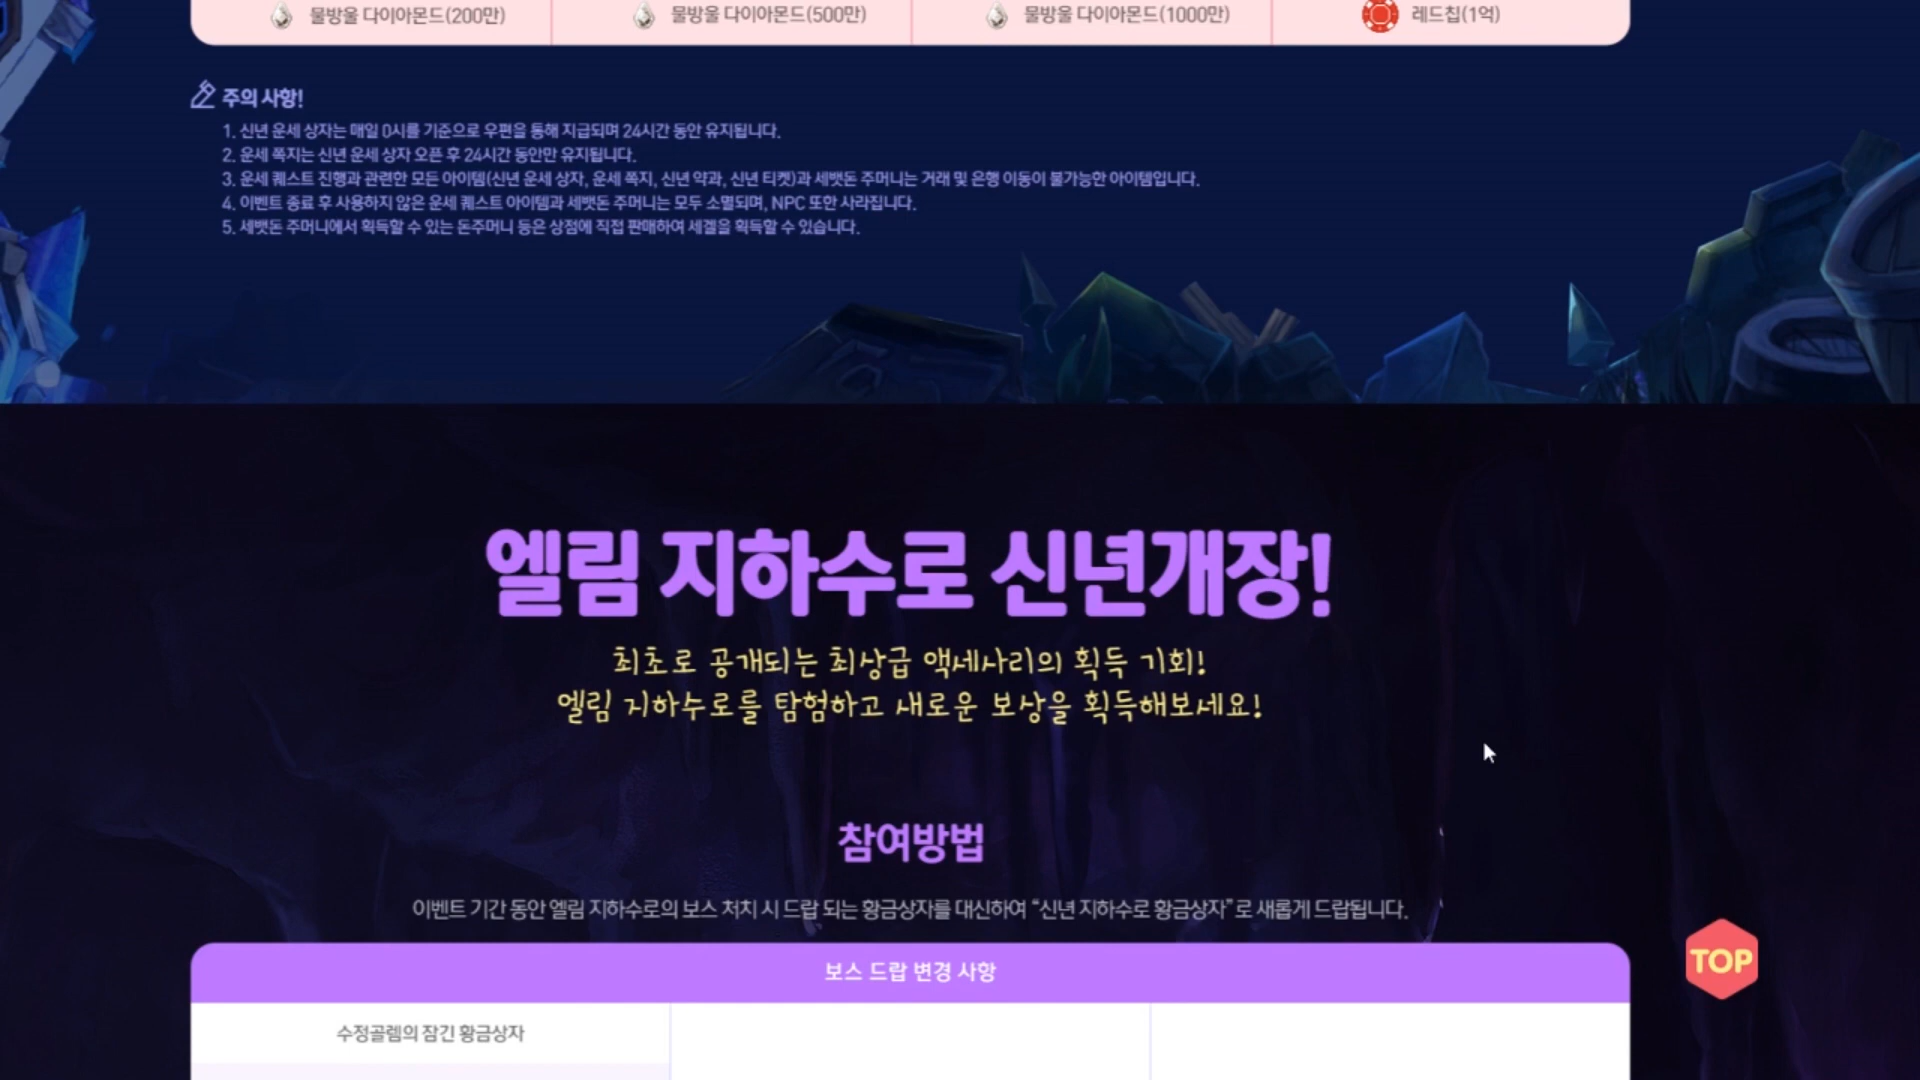 물방울 다이아몬드(200만) 물방울 다이아몬드(500만) 물방울 다이아몬드(1000만) 레드칩(1억)
주의 사항!
1. 신년 운세 상자는 매일 0시를 기준으로 우편을 통해 지급되며 24시간 동안 유지됩니다.
2. 운세 쪽지는 신년 운세 상자 오픈 후 24시간 동안만 유지됩니다.
3. 운세 퀘스트 진행과 관련한 모든 아이템(신년 운세 상자, 운세 쪽지, 신년 약과, 신년 티켓)과 세뱃돈 주머니는 거래 및 은행 이동이 불가능한 아이템입니다.
4. 이벤트 종료 후 사용하지 않은 운세 퀘스트 아이템과 세뱃돈 주머니는 모두 소멸되며, NPC 또한 사라집니다.
5. 세뱃돈 주머니에서 획득할 수 있는 돈주머니 등은 상점에 직접 판매하여 세겔을 획득할 수 있습니다.
엘림 지하수로 신년개장!
최초로 공개되는 최상급 액세사리의 획득 기회!
엘림 지하수로를 탐험하고 새로운 보상을 획득해보세요!
참여방법
이벤트 기간 동안 엘림 지하수로의 보스 처치 시 드랍 되는 황금상자를 대신하여 “신년 지하수로 황금상자”로 새롭게 드랍됩니다.
TOP
보스 드랍 변경 사항
수정골렘의 잠긴 황금상자